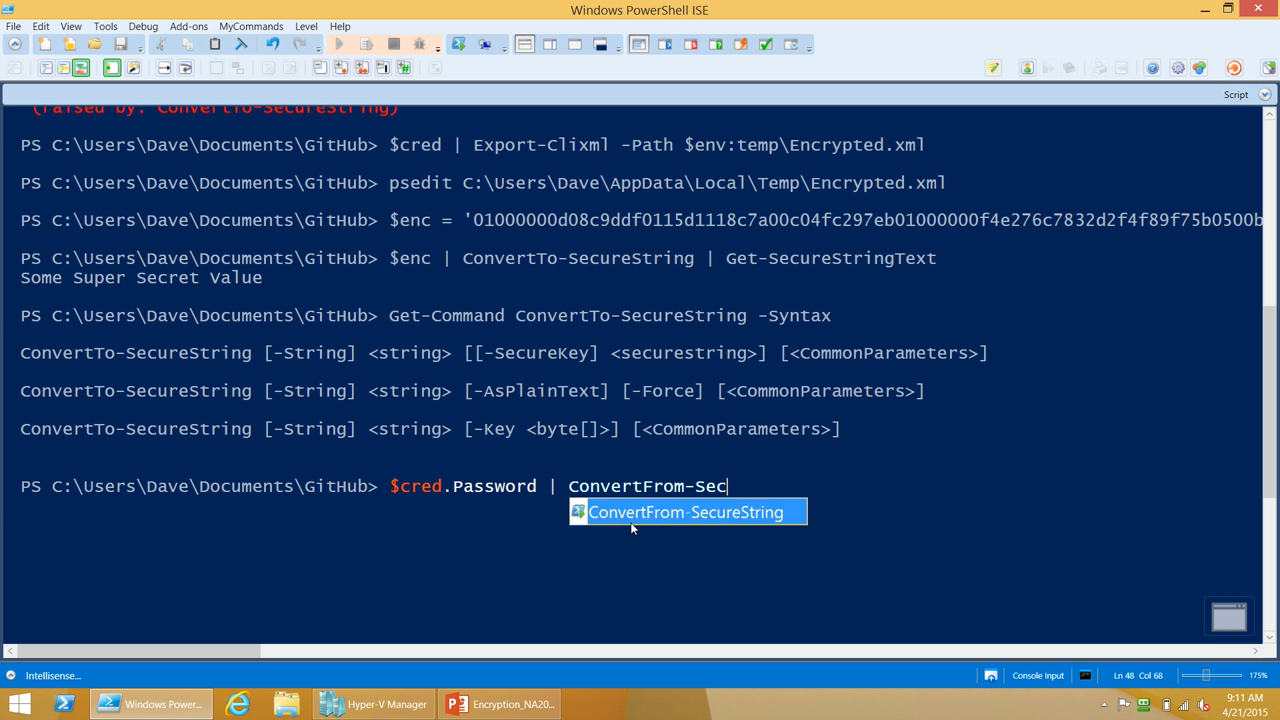 Windows PowerShell ISE
File Edit View Tools Debug Add-ons MyCommands Level Help
Script
(raised by: ConvertTo-SecureString)
PS C:\Users\Dave\Documents\GitHub> $cred | Export-Clixml -Path $env:temp\Encrypted.xml
PS C:\Users\Dave\Documents\GitHub> psedit C:\Users\Dave\AppData\Local\Temp\Encrypted.xml
PS C:\Users\Dave\Documents\GitHub> $enc = '01000000d08c9ddf0115d1118c7a00c04fc297eb01000000f4e276c7832d2f4f89f75b0500b
PS C:\Users\Dave\Documents\GitHub> $enc | ConvertTo-SecureString | Get-SecureStringText
Some Super Secret Value
PS C:\Users\Dave\Documents\GitHub> Get-Command ConvertTo-SecureString -Syntax
ConvertTo-SecureString [-String] <string> [[-SecureKey] <securestring>] [<CommonParameters>]
ConvertTo-SecureString [-String] <string> [-AsPlainText] [-Force] [<CommonParameters>]
ConvertTo-SecureString [-String] <string> [-Key <byte[]>] [<CommonParameters>]
PS C:\Users\Dave\Documents\GitHub> $cred.Password | ConvertFrom-Sec
ConvertFrom-SecureString
Intellisense... Console Input Ln 48 Col 68 175%
Windows Power... Hyper-V Manager Encryption_NA20... 9:11 AM
4/21/2015